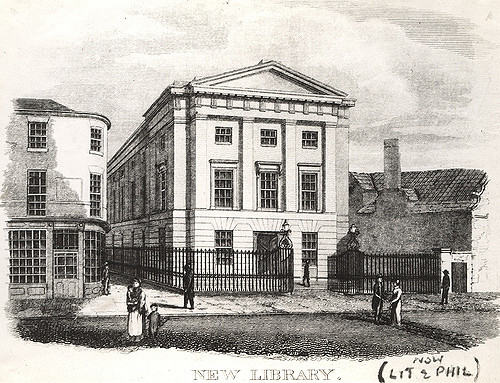 NEW LIBRARY.
NOW
(LIT & PHIL)